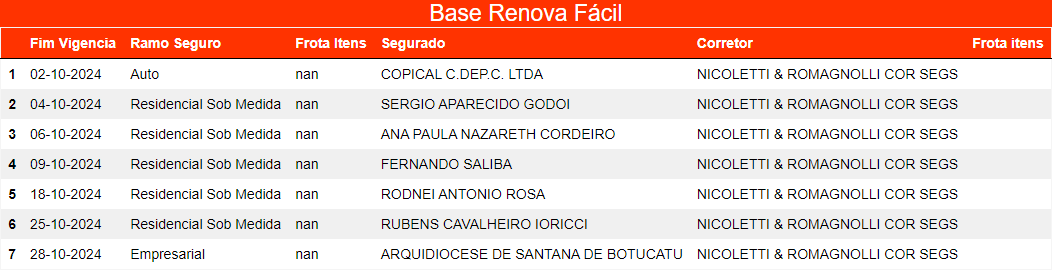 Base Renova Fácil
Fim Vigencia Ramo Seguro Frota Itens Segurado Corretor Frota itens
1 02-10-2024 Auto nan COPICAL C.DEP.C. LTDA NICOLETTI & ROMAGNOLLI COR SEGS
2 04-10-2024 Residencial Sob Medida nan SERGIO APARECIDO GODOI NICOLETTI & ROMAGNOLLI COR SEGS
3 06-10-2024 Residencial Sob Medida nan ANA PAULA NAZARETH CORDEIRO NICOLETTI & ROMAGNOLLI COR SEGS
4 09-10-2024 Residencial Sob Medida nan FERNANDO SALIBA NICOLETTI & ROMAGNOLLI COR SEGS
5 18-10-2024 Residencial Sob Medida nan RODNEI ANTONIO ROSA NICOLETTI & ROMAGNOLLI COR SEGS
6 25-10-2024 Residencial Sob Medida nan RUBENS CAVALHEIRO IORICCI NICOLETTI & ROMAGNOLLI COR SEGS
7 28-10-2024 Empresarial nan ARQUIDIOCESE DE SANTANA DE BOTUCATU NICOLETTI & ROMAGNOLLI COR SEGS